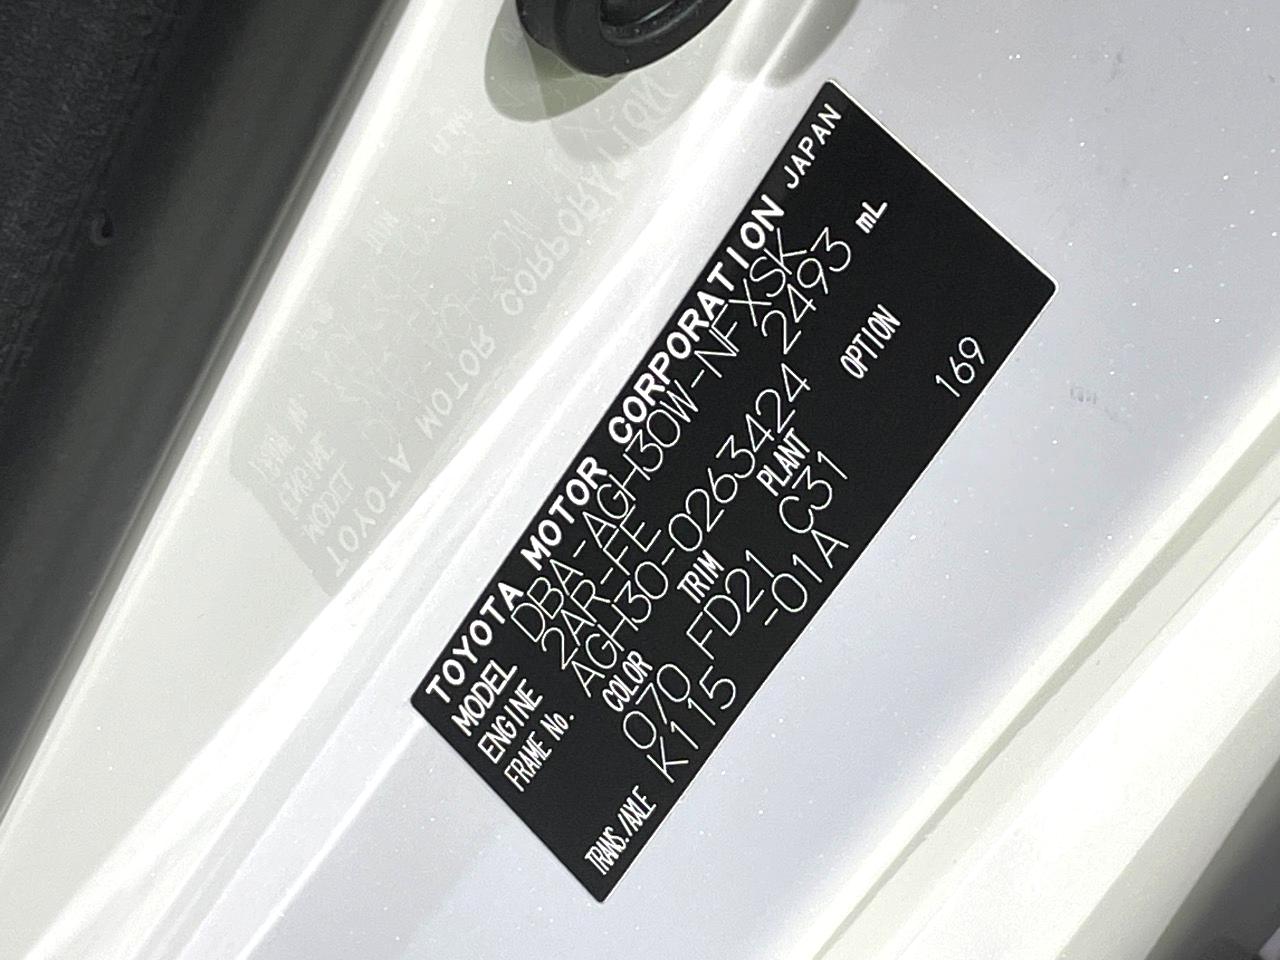 TOYOTA MOTOR CORPORATION JAPAN
MODEL DBA-AGH30W-NFXSK
ENGINE 2AR-FE 2493 mL
FRAME No. AGH30-0263424
COLOR TRIM PLANT OPTION
070 FD21 C31 169
TRANS./AXLE K115 -01A